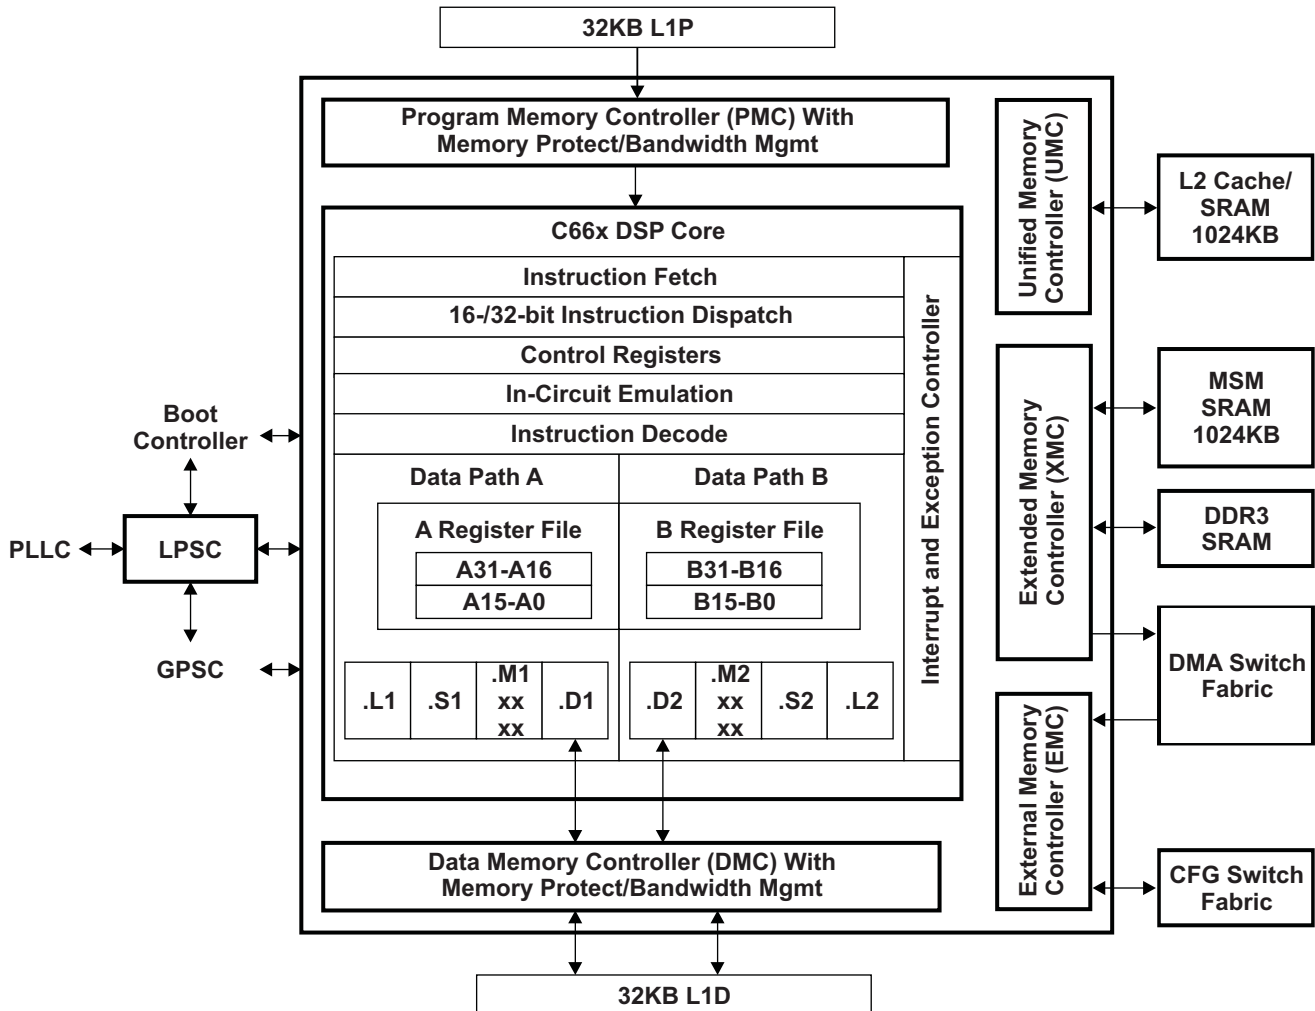 32KB L1P
Program Memory Controller (PMC) With
Memory Protect/Bandwidth Mgmt
C66x DSP Core
Instruction Fetch
16-/32-bit Instruction Dispatch
Control Registers
In-Circuit Emulation
Instruction Decode
Data Path A
Data Path B
A Register File
B Register File
A31-A16
B31-B16
A15-A0
B15-B0
.L1
.S1
.M1
xx
xx
.D1
.D2
.M2
xx
xx
.S2
.L2
Interrupt and Exception Controller
Data Memory Controller (DMC) With
Memory Protect/Bandwidth Mgmt
32KB L1D
Boot
Controller
PLLC
LPSC
GPSC
Unified Memory
Controller (UMC)
Extended Memory
Controller (XMC)
External Memory
Controller (EMC)
L2 Cache/
SRAM
1024KB
MSM
SRAM
1024KB
DDR3
SRAM
DMA Switch
Fabric
CFG Switch
Fabric